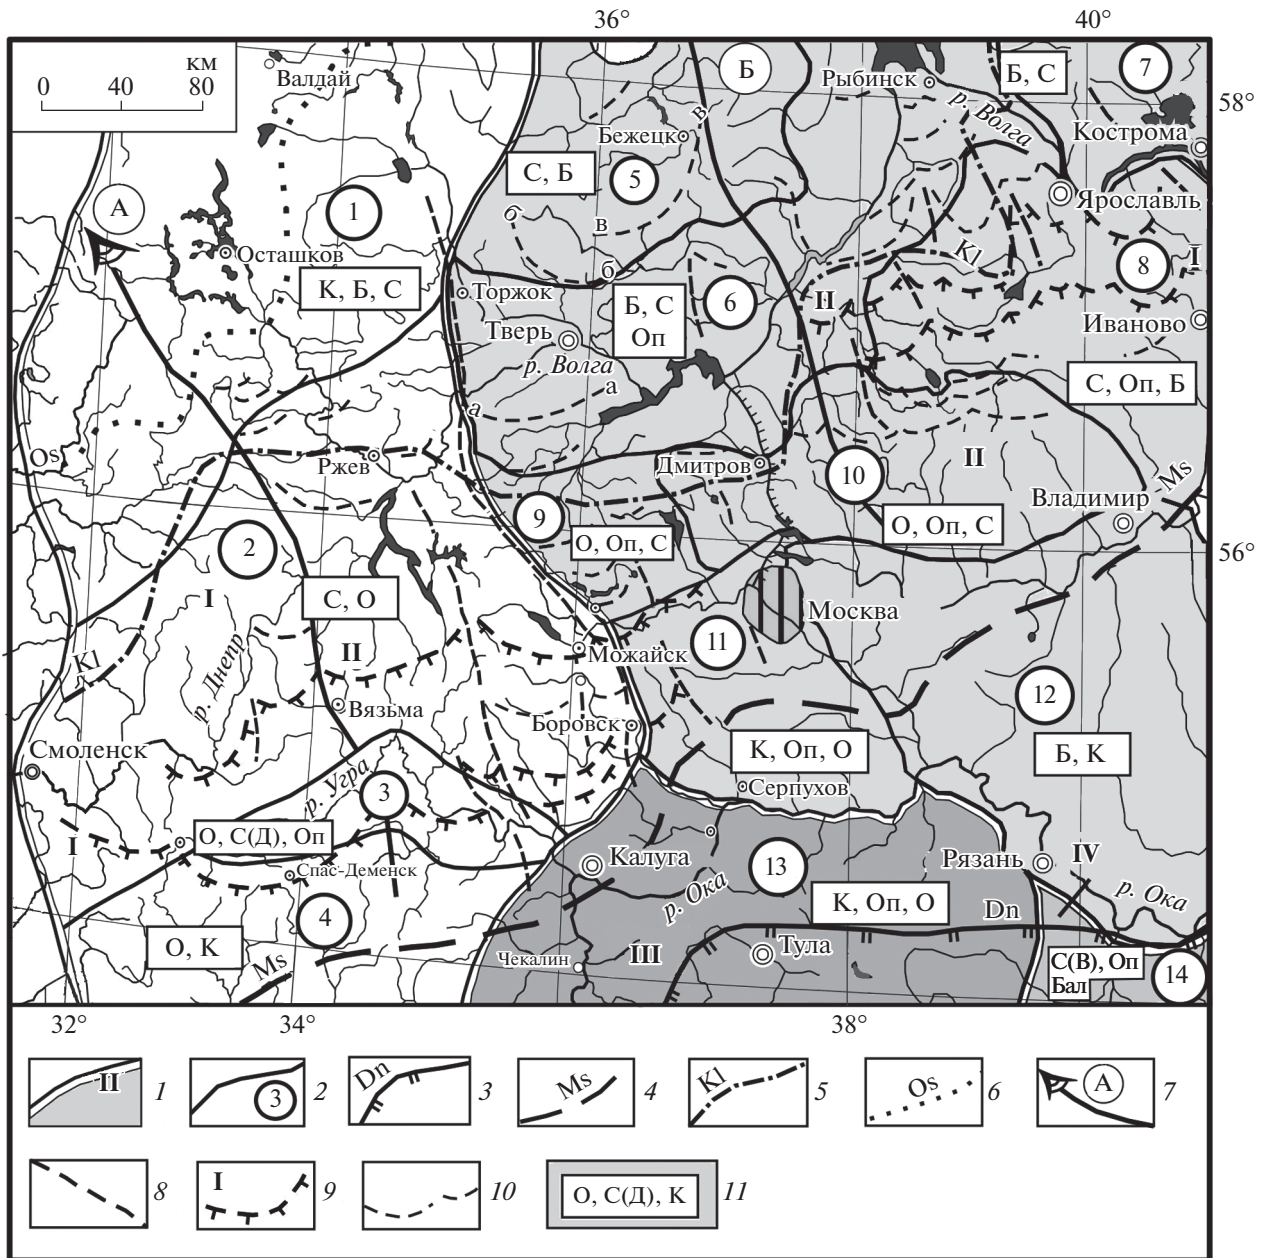 36°
40°
км
0 40 80
Валдай
Б
Рыбинск
Б, С
7
58°
р. Волга
Бежецк
в
Кострома
С, Б
5
А
1
Ярославль
I
б
в
Kl
8
Осташков
К, Б, С
б
Торжок
Б, С
Оп
6
II
Тверь
Иваново
р. Волга
а
а
С, Оп, Б
Os
Ржев
Дмитров
10
II
Ms
Владимир
9
О, Оп, С
2
О, Оп, С
56°
I
С, О
Москва
II
11
Можайск
Kl
р. Днепр
12
Вязьма
Боровск
Смоленск
К, Оп, О
Б, К
р. Угра
3
Серпухов
I
О, С(Д), Оп
Калуга
13
Рязань
IV
Спас-Деменск
р. Ока
р. Ока
К, Оп, О
Dn
4
О, К
Тула
Чекалин
III
С(В), Оп
Бал
14
Ms
32°
34°
38°
II
1
3
2
Dn
3
Ms
4
Kl
5
Os
6
А
7
8
I
9
10
О, С(Д), К
11